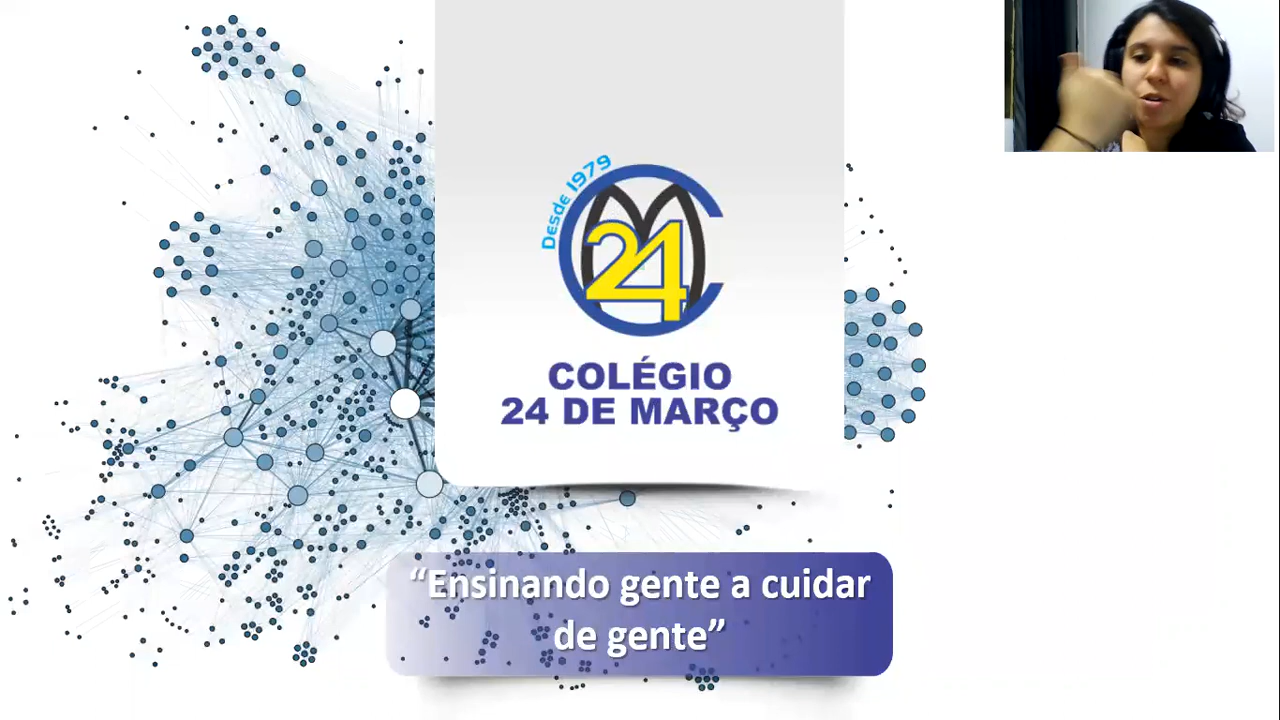 Desde 1979
24
COLÉGIO
24 DE MARÇO
“Ensinando gente a cuidar
de gente”